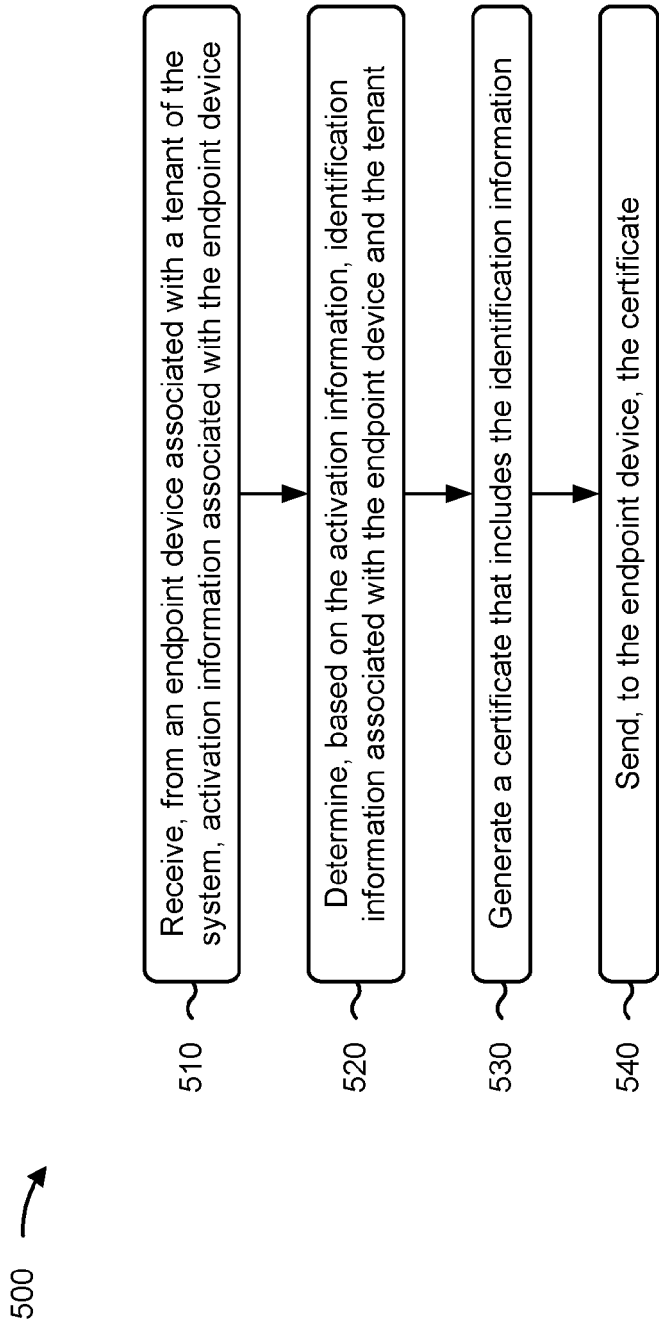 500
510
Receive, from an endpoint device associated with a tenant of the
system, activation information associated with the endpoint device
520
Determine, based on the activation information, identification
information associated with the endpoint device and the tenant
530
Generate a certificate that includes the identification information
540
Send, to the endpoint device, the certificate